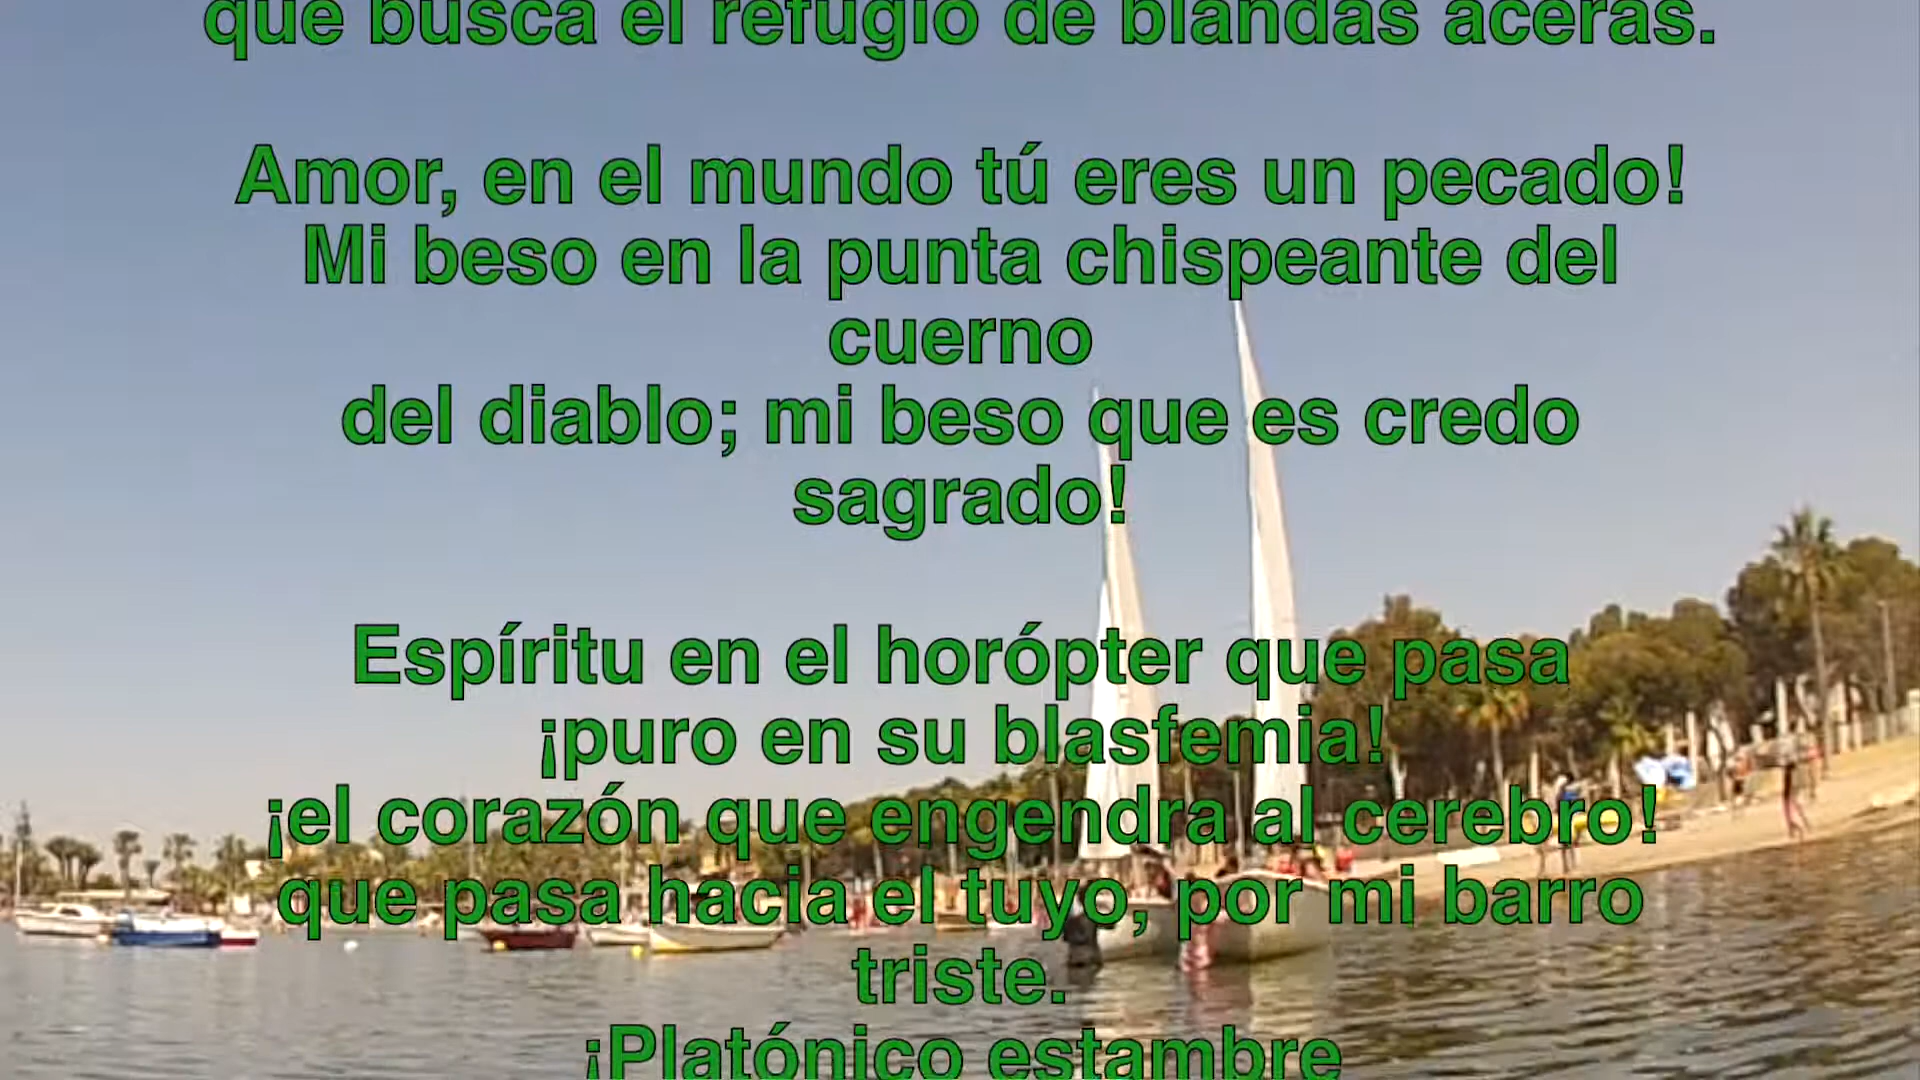 que busca el refugio de blandas aceras.
Amor, en el mundo tú eres un pecado!
Mi beso en la punta chispeante del
cuerno
del diablo; mi beso que es credo
sagrado!
Espíritu en el horópter que pasa
¡puro en su blasfemia!
¡el corazón que engendra al cerebro!
que pasa hacia el tuyo, por mi barro
triste.
¡Platónico estambre